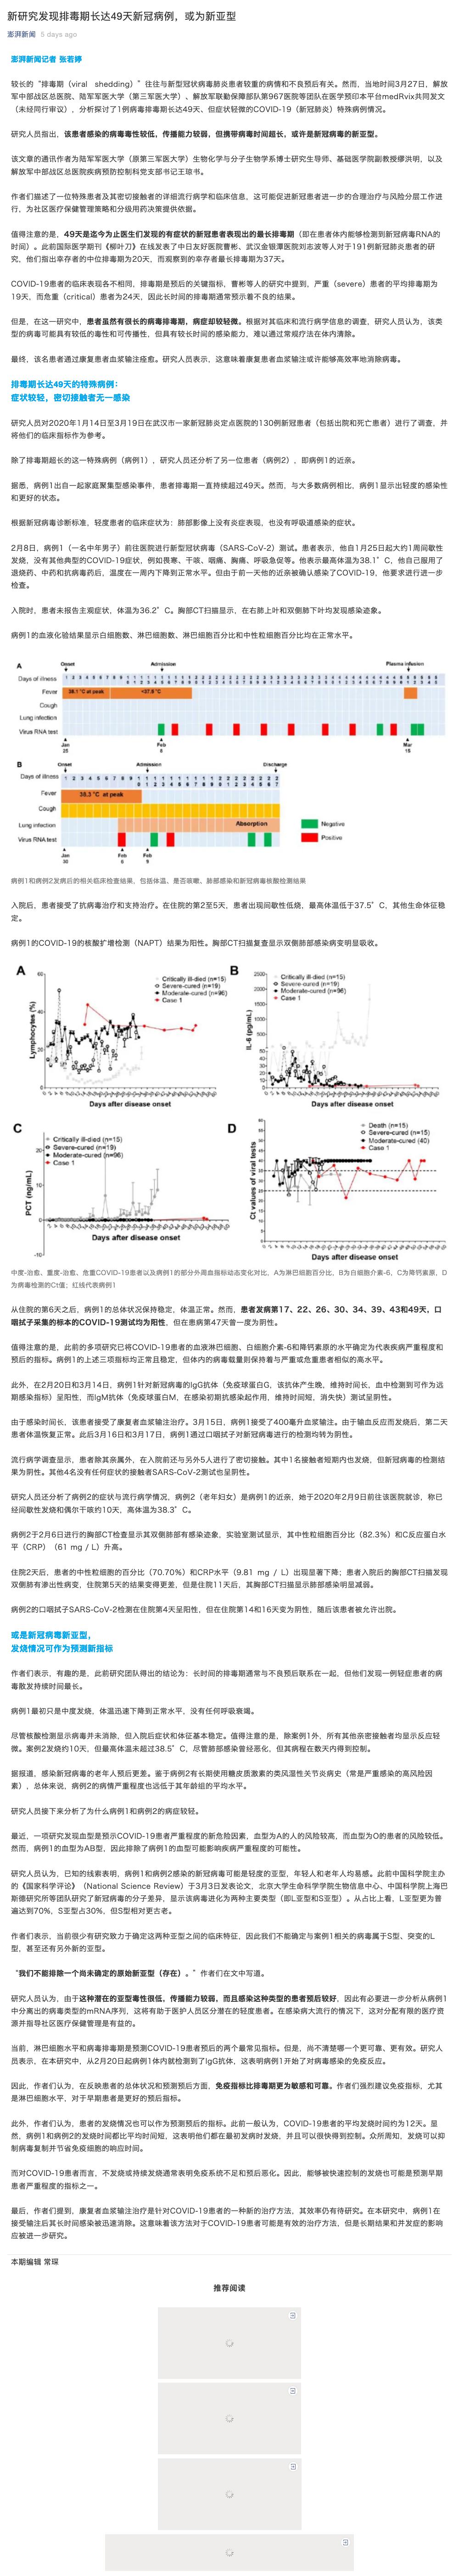 新研究发现排毒期长达49天新冠病例，或为新亚型
澎湃新闻 5 days ago
澎湃新闻记者 张若婷
较长的“排毒期（viral shedding）”往往与新型冠状病毒肺炎患者较重的病情和不良预后有关。然而，当地时间3月27日，解放
军中部战区总医院、陆军军医大学（第三军医大学）、解放军联勤保障部队第967医院等团队在医学预印本平台medRxiv共同发文
（未经同行审议），分析探讨了1例病毒排毒期长达49天、但症状轻微的COVID-19（新冠肺炎）特殊病例情况。
研究人员指出，该患者感染的病毒毒性较低，传播能力较弱，但携带病毒时间超长，或许是新冠病毒的新亚型。
该文章的通讯作者为陆军军医大学（原第三军医大学）生物化学与分子生物学系博士研究生导师、基础医学院副教授缪洪明，以及
解放军中部战区总医院疾病预防控制科党支部书记王琼书。
作者们描述了一位特殊患者及其密切接触者的详细流行病学和临床信息，这可能促进新冠患者进一步的合理治疗与风险分层工作进
行，为社区医疗保健管理策略和分级用药决策提供依据。
值得注意的是，49天是迄今为止医生们发现的有症状的新冠患者表现出的最长排毒期（即在患者体内能够检测到新冠病毒RNA的
时间）。此前国际医学期刊《柳叶刀》在线发表了中日友好医院曹彬、武汉金银潭医院刘志波等人对于191例新冠肺炎患者的研
究，他们指出幸存者的中位排毒期为20天，而观察到的幸存者最长排毒期为37天。
COVID-19患者的临床表现各不相同，排毒期是预后的关键指标，曹彬等人的研究中提到，严重（severe）患者的平均排毒期为
19天，而危重（critical）患者为24天，因此长时间的排毒期通常预示着不良的结果。
但是，在这一研究中，患者虽然有很长的病毒排毒期，病症却较轻微。根据对其临床和流行病学信息的调查，研究人员认为，该类
型的病毒可能具有较低的毒性和可传播性，但具有较长时间的感染能力，难以通过常规疗法在体内清除。
最终，该名患者通过康复患者血浆输注痊愈。研究人员表示，这意味着康复患者血浆输注或许能够高效率地消除病毒。
排毒期长达49天的特殊病例：
症状较轻，密切接触者无一感染
研究人员对2020年1月14日至3月19日在武汉市一家新冠肺炎定点医院的130例新冠患者（包括出院和死亡患者）进行了调查，并
将他们的临床指标作为参考。
除了排毒期超长的这一特殊病例（病例1），研究人员还分析了另一位患者（病例2），即病例1的近亲。
据悉，病例1出自一起家庭聚集型感染事件，患者排毒期一直持续超过49天。然而，与大多数病例相比，病例1显示出轻度的感染性
和更好的状态。
根据新冠病毒诊断标准，轻度患者的临床症状为：肺部影像上没有炎症表现，也没有呼吸道感染的症状。
2月8日，病例1（一名中年男子）前往医院进行新型冠状病毒（SARS-CoV-2）测试。患者表示，他自1月25日起大约1周间歇性
发烧，没有其他典型的COVID-19症状，例如畏寒、干咳、咽痛、胸痛、呼吸急促等。他表示最高体温为38.1°C，他自己服用了
退烧药、中药和抗病毒药后，温度在一周内下降到正常水平。但由于前一天他的近亲被确认感染了COVID-19，他要求进行进一步
检查。
入院时，患者未报告主观症状，体温为36.2°C。胸部CT扫描显示，在右肺上叶和双侧肺下叶均发现感染迹象。
病例1的血液化验结果显示白细胞数、淋巴细胞数、淋巴细胞百分比和中性粒细胞百分比均在正常水平。
A
Onset Admission Plasma infusion
Days of illness
Fever 38.1 °C at peak <37.5 °C
Cough
Lung infection
Virus RNA test
Jan 25 Feb 8 Mar 15
B
Onset Admission Discharge
Days of illness
Fever 38.3 °C at peak
Cough
Lung infection Absorption
Virus RNA test
Negative
Positive
Jan 30 Feb 6 Feb 9
病例1和病例2发病后的相关临床检查结果，包括体温、是否咳嗽、肺部感染和新冠病毒核酸检测结果
入院后，患者接受了抗病毒治疗和支持治疗。在住院的第2至5天，患者出现间歇性低烧，最高体温低于37.5°C，其他生命体征稳
定。
病例1的COVID-19的核酸扩增检测（NAPT）结果为阳性。胸部CT扫描复查显示双侧肺部感染病变明显吸收。
A
Lymphocytes (%)
Critically ill-died (n=15)
Severe-cured (n=19)
Moderate-cured (n=96)
Case 1
Days after disease onset
B
IL-6 (pg/mL)
Critically ill-died (n=15)
Severe-cured (n=19)
Moderate-cured (n=96)
Case 1
Days after disease onset
C
PCT (ng/mL)
Critically ill-died (n=15)
Severe-cured (n=19)
Moderate-cured (n=96)
Case 1
Days after disease onset
D
Ct values of viral tests
Death (n=15)
Severe-cured (n=15)
Moderate-cured (40)
Case 1
Days after disease onset
中度-治愈、重度-治愈、危重COVID-19患者以及病例1的部分外周血指标动态变化对比，A为淋巴细胞百分比，B为白细胞介素-6，C为降钙素原，D
为病毒检测的Ct值；红线代表病例1
从住院的第6天之后，病例1的总体状况保持稳定，体温正常。然而，患者发病第17、22、26、30、34、39、43和49天，口
咽拭子采集的标本的COVID-19测试均为阳性，但在患病第47天曾一度为阴性。
值得注意的是，此前的多项研究已将COVID-19患者的血液淋巴细胞、白细胞介素-6和降钙素原的水平确定为代表疾病严重程度和
预后的指标。病例1的上述三项指标均正常且稳定，但体内的病毒载量则保持着与严重或危重患者相似的高水平。
此外，在2月20日和3月14日，病例1针对新冠病毒的IgG抗体（免疫球蛋白G，该抗体产生晚，维持时间长，血中检测到可作为远
期感染指标）呈阳性，而IgM抗体（免疫球蛋白M，在感染初期抗感染起作用，维持时间短，消失快）测试呈阴性。
由于感染时间长，该患者接受了康复者血浆输注治疗。3月15日，病例1接受了400毫升血浆输注。由于输血反应而发烧后，第二天
患者体温恢复正常。此后3月16日和3月17日，病例1通过口咽拭子对新冠病毒进行的检测均转为阴性。
流行病学调查显示，患者除其亲属外，在入院前还与另外5人进行了密切接触。其中1名接触者短期内也发烧，但新冠病毒的检测结
果为阴性。其他4名没有任何症状的接触者SARS-CoV-2测试也呈阴性。
研究人员还分析了病例2的症状与流行病学情况，病例2（老年妇女）是病例1的近亲，她于2020年2月9日前往该医院就诊，称已
经间歇性发烧和偶尔干咳约10天，高体温为38.3°C。
病例2于2月6日进行的胸部CT检查显示其双侧肺部有感染迹象，实验室测试显示，其中性粒细胞百分比（82.3%）和C反应蛋白水
平（CRP）（61 mg / L）升高。
住院2天后，患者的中性粒细胞的百分比（70.70%）和CRP水平（9.81 mg / L）出现显著下降；患者入院后的胸部CT扫描发现
双侧肺部有渗出性病变，住院第5天的结果变得更差，但是住院11天后，其胸部CT扫描显示肺部感染明显减弱。
病例2的口咽拭子SARS-CoV-2检测在住院第4天呈阳性，但在住院第14和16天变为阴性，随后该患者被允许出院。
或是新冠病毒新亚型，
发烧情况可作为预测新指标
作者们表示，有趣的是，此前研究团队得出的结论为：长时间的排毒期通常与不良预后联系在一起，但他们发现一例轻症患者的病
毒散发持续时间最长。
病例1最初只是中度发烧，体温迅速下降到正常水平，没有任何呼吸衰竭。
尽管核酸检测显示病毒并未消除，但入院后症状和体征基本稳定。值得注意的是，除案例1外，所有其他亲密接触者均显示反应轻
微。案例2发烧约10天，但最高体温未超过38.5°C，尽管肺部感染曾经恶化，但其病程在数天内得到控制。
据报道，感染新冠病毒的老年人预后更差。鉴于病例2有长期使用糖皮质激素的类风湿性关节炎病史（常是严重感染的高风险因
素），总体来说，病例2的病情严重程度也远低于其年龄组的平均水平。
研究人员接下来分析了为什么病例1和病例2的病症较轻。
最近，一项研究发现血型是预示COVID-19患者严重程度的新危险因素，血型为A的人的风险较高，而血型为O的患者的风险较低。
然而，病例1的血型为AB型，因此排除了病例1的血型可能影响疾病严重程度的可能性。
研究人员认为，已知的线索表明，病例1和病例2感染的新冠病毒可能是轻度的亚型，年轻人和老年人均易感。此前中国科学院主办
的《国家科学评论》（National Science Review）于3月3日发表论文，北京大学生命科学学院生物信息中心、中国科学院上海巴
斯德研究所等团队研究了新冠病毒的分子差异，显示该病毒进化为两种主要类型（即L亚型和S亚型）。从占比上看，L亚型更为普
遍达到70%，S亚型占30%，但S型相对更古老。
作者们表示，当前很少有研究致力于确定这两种亚型之间的临床特征，因此我们不能确定与案例1相关的病毒属于S型、突变的L
型，甚至还有另外新的亚型。
“我们不能排除一个尚未确定的原始新亚型（存在）。”作者们在文中写道。
研究人员认为，由于这种潜在的亚型毒性很低，传播能力较弱，而且感染这种类型的患者预后较好，因此有必要进一步分析从病例1
中分离出的病毒类型的mRNA序列，这将有助于医护人员区分潜在的轻度患者。在感染病大流行的情况下，这对分配有限的医疗资
源并指导社区医疗保健管理是有益的。
当前，淋巴细胞水平和病毒排毒期是预测COVID-19患者预后的两个最常见指标。但是，尚不清楚哪一个更可靠、更有效。研究人员
表示，在本研究中，从2月20日起病例1体内就检测到了IgG抗体，这表明病例1开始了对病毒感染的免疫反应。
因此，作者们认为，在反映患者的总体状况和预测预后方面，免疫指标比排毒期更为敏感和可靠。作者们强烈建议免疫指标，尤其
是淋巴细胞水平，对于早期患者是更好的预后指标。
此外，作者们认为，患者的发烧情况也可以作为预测预后的指标。此前一般认为，COVID-19患者的平均发烧时间约为12天。显
然，病例1和病例2的发烧时间都比平均时间短，这表明他们都在最初发病时发烧，并且可以很快得到控制。众所周知，发烧可以抑
制病毒复制并节省免疫细胞的响应时间。
而对COVID-19患者而言，不发烧或持续发烧通常表明免疫系统不足和预后恶化。因此，能够被快速控制的发烧也可能是预测早期
患者严重程度的指标之一。
最后，作者们提到，康复者血浆输注治疗是针对COVID-19患者的一种新的治疗方法，其效率仍有待研究。在本研究中，病例1在
接受输注后其长时间感染被迅速消除。这意味着该方法对于COVID-19患者可能是有效的治疗方法，但是长期结果和并发症的影响
应被进一步研究。
本期编辑 常琛
推荐阅读